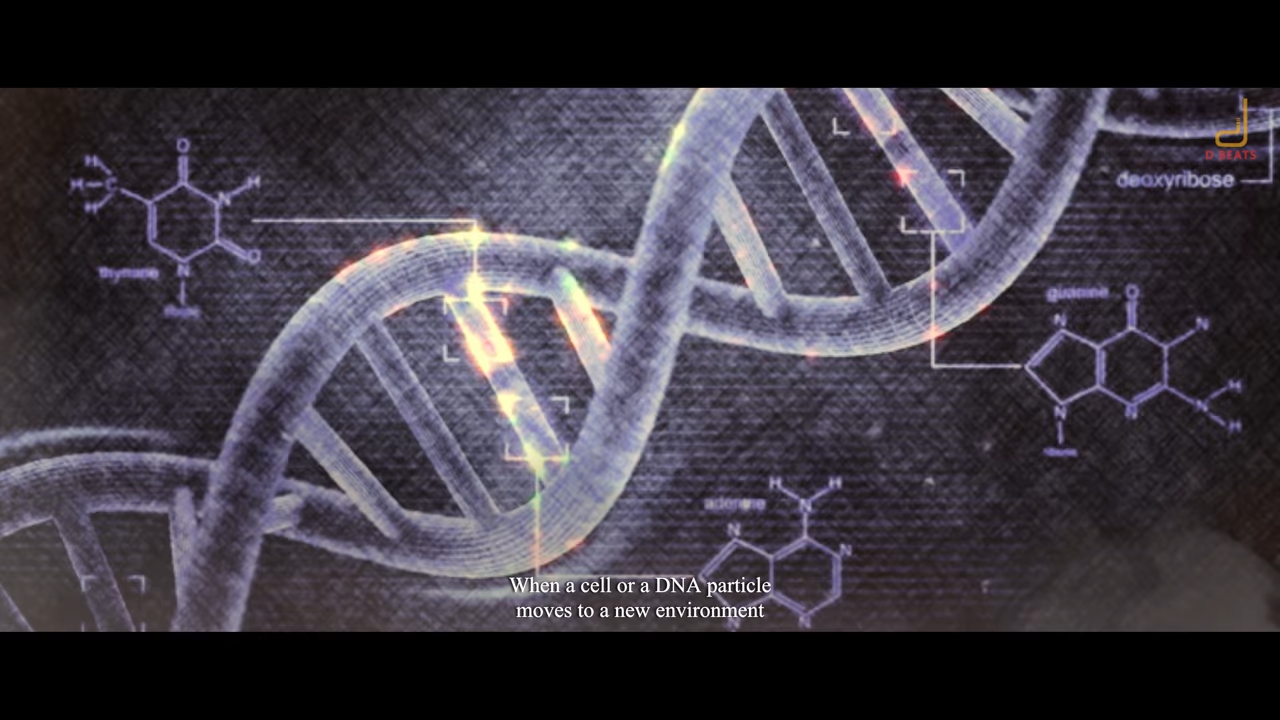 D BEATS
deoxyribose
thymine
guanine
adenine
When a cell or a DNA particle
moves to a new environment